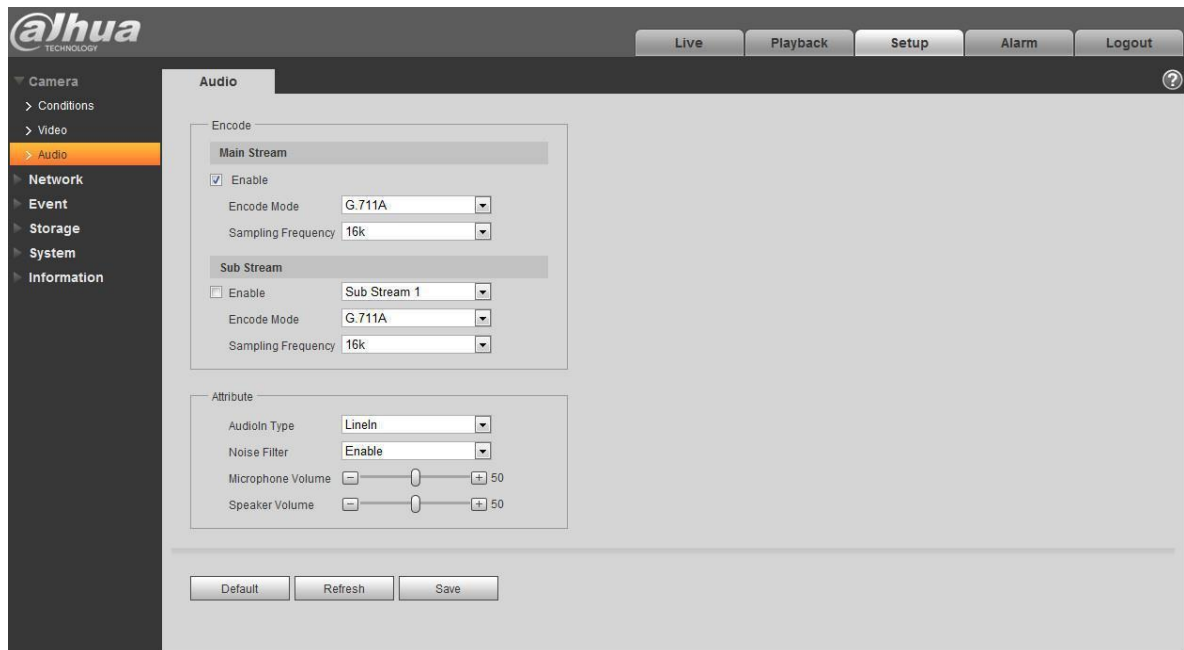 alhua
TECHNOLOGY
Live Playback Setup Alarm Logout
Camera
Conditions
Video
Audio
Network
Event
Storage
System
Information
Audio
?
Encode
Main Stream
Enable
Encode Mode G.711A
Sampling Frequency 16k
Sub Stream
Enable Sub Stream 1
Encode Mode G.711A
Sampling Frequency 16k
Attribute
AudioIn Type LineIn
Noise Filter Enable
Microphone Volume 50
Speaker Volume 50
Default Refresh Save